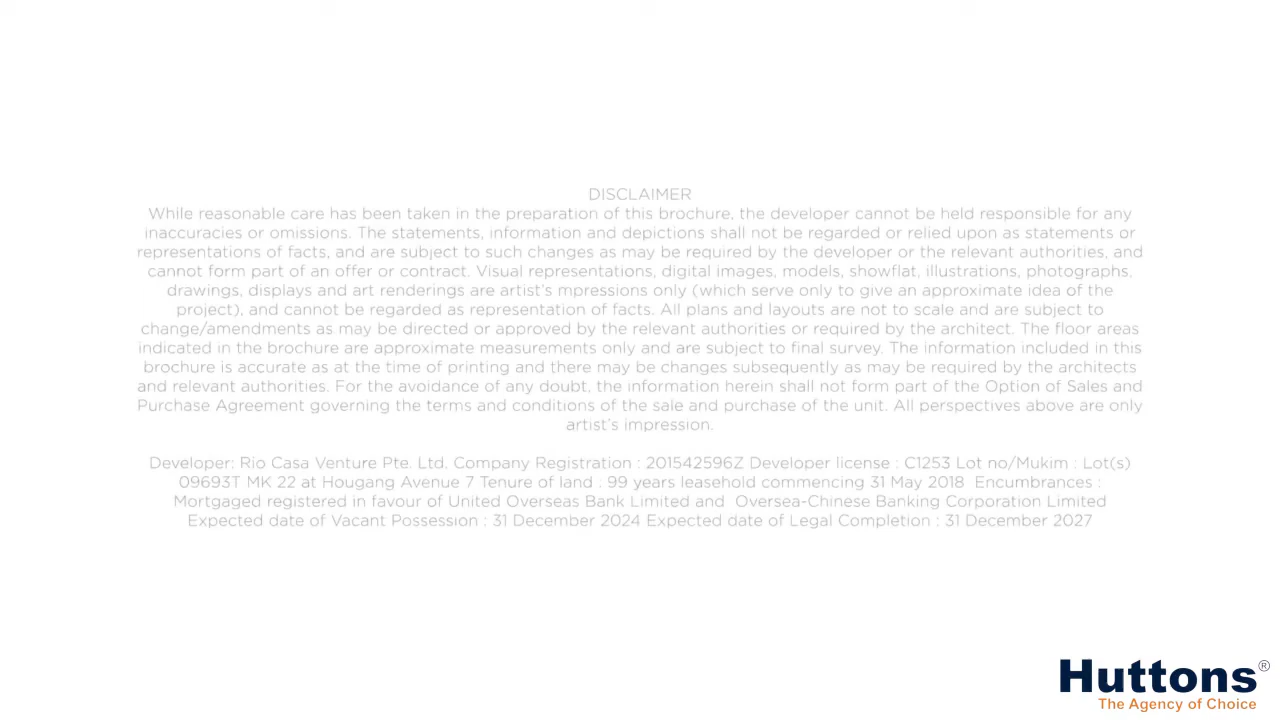 DISCLAIMER
While reasonable care has been taken in the preparation of this brochure, the developer cannot be held responsible for any
inaccuracies or omissions. The statements, information and depictions shall not be regarded or relied upon as statements or
representations of facts, and are subject to such changes as may be required by the developer or the relevant authorities, and
cannot form part of an offer or contract. Visual representations, digital images, models, showflat, illustrations, photographs,
drawings, displays and art renderings are artist's mpressions only (which serve only to give an approximate idea of the
project), and cannot be regarded as representation of facts. All plans and layouts are not to scale and are subject to
change/amendments as may be directed or approved by the relevant authorities or required by the architect. The floor areas
indicated in the brochure are approximate measurements only and are subject to final survey. The information included in this
brochure is accurate as at the time of printing and there may be changes subsequently as may be required by the architects
and relevant authorities. For the avoidance of any doubt, the information herein shall not form part of the Option of Sales and
Purchase Agreement governing the terms and conditions of the sale and purchase of the unit. All perspectives above are only
artist's impression.
Developer: Rio Casa Venture Pte. Ltd. Company Registration : 201542596Z Developer license : C1253 Lot no/Mukim : Lot(s)
09693T MK 22 at Hougang Avenue 7 Tenure of land : 99 years leasehold commencing 31 May 2018 Encumbrances :
Mortgaged registered in favour of United Overseas Bank Limited and Oversea-Chinese Banking Corporation Limited
Expected date of Vacant Possession : 31 December 2024 Expected date of Legal Completion : 31 December 2027
Huttons®
The Agency of Choice